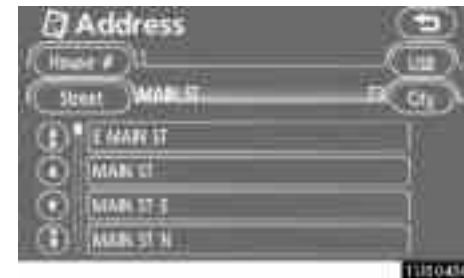 Address
House #
List
Street MAIN ST City
E MAIN ST
MAIN ST
MAIN ST S
MAIN ST N